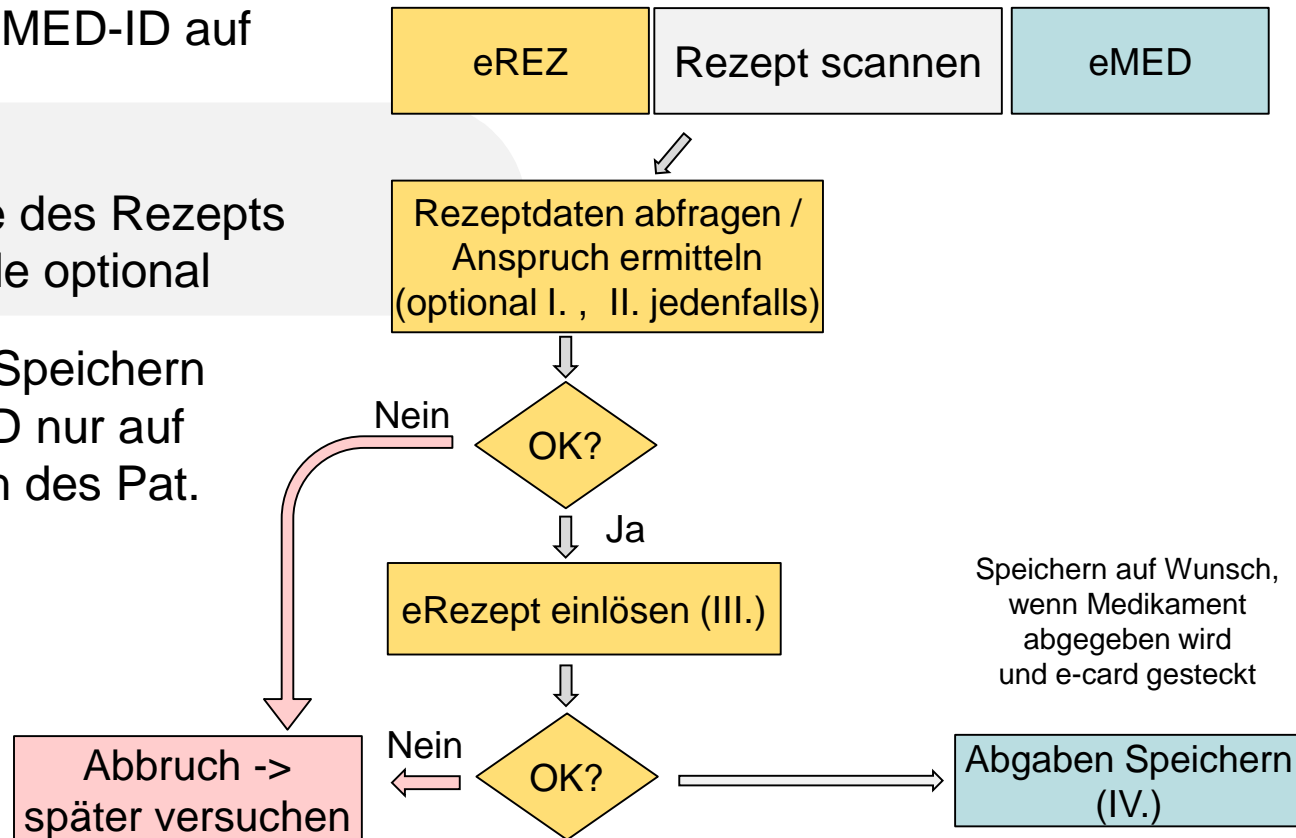 MED-ID auf
des Rezepts
optional
Speichern
nur auf
des Pat.
eREZ
Rezept scannen
eMED
Rezeptdaten abfragen /
Anspruch ermitteln
(optional I. , II. jedenfalls)
Nein
OK?
Ja
eRezept einlösen (III.)
Speichern auf Wunsch,
wenn Medikament
abgegeben wird
und e-card gesteckt
Abbruch ->
später versuchen
Nein
OK?
Abgaben Speichern
(IV.)